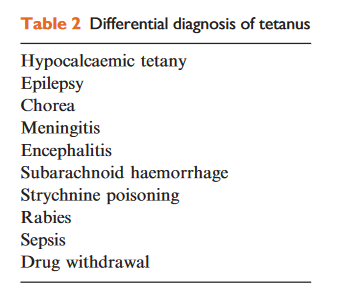 Table 2 Differential diagnosis of tetanus
Hypocalcaemic tetany
Epilepsy
Chorea
Meningitis
Encephalitis
Subarachnoid haemorrhage
Strychnine poisoning
Rabies
Sepsis
Drug withdrawal